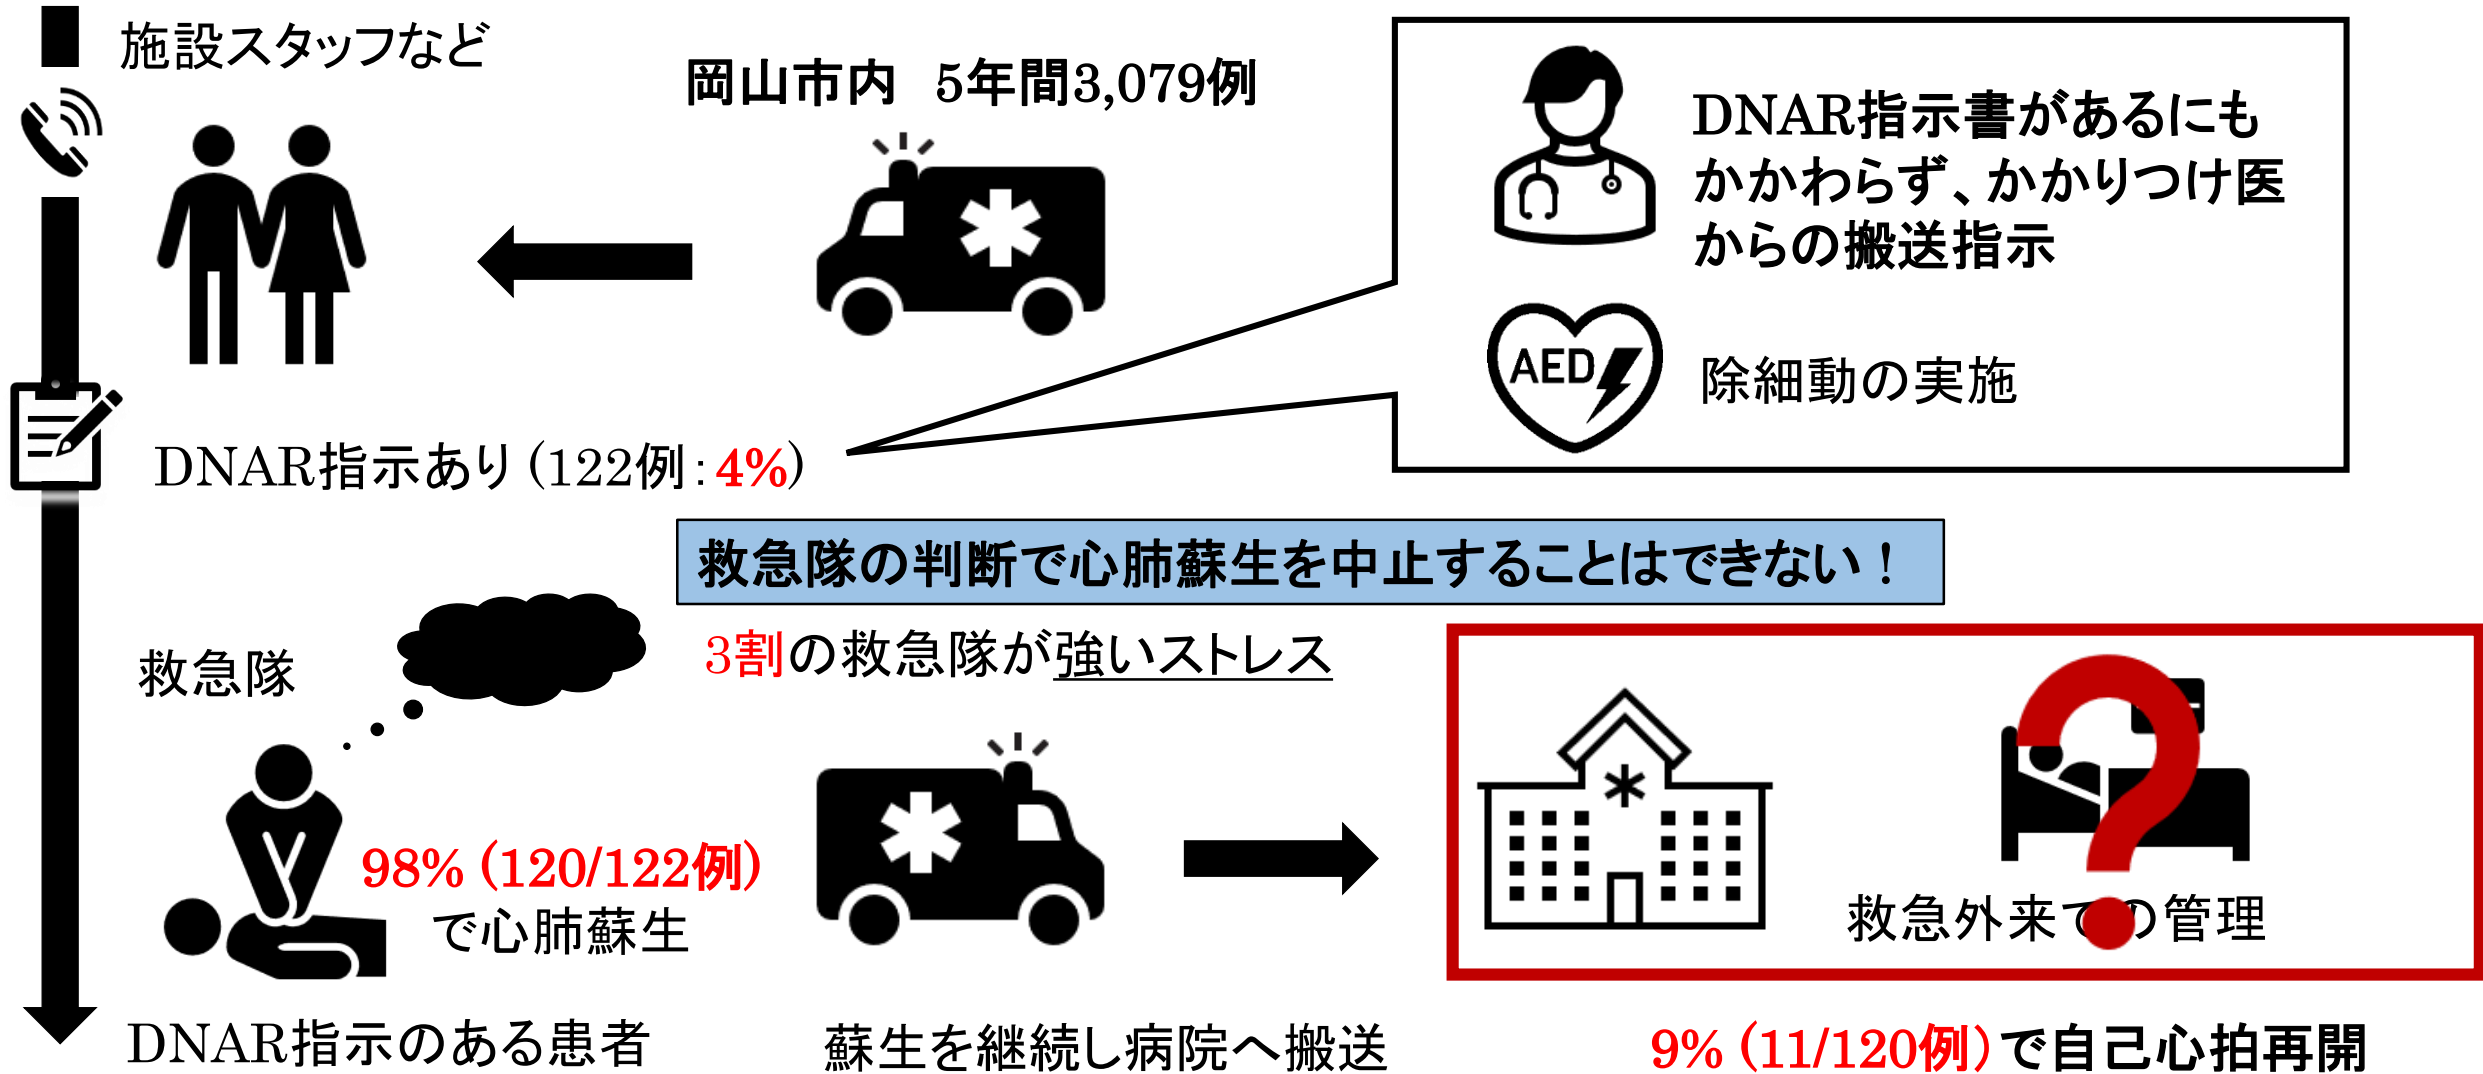 施設スタッフなど
岡山市内　5年間3,079例
DNAR指示書があるにも
かかわらず、かかりつけ医
からの搬送指示
AED
除細動の実施
DNAR指示あり（122例：4%）
救急隊の判断で心肺蘇生を中止することはできない！
3割の救急隊が強いストレス
救急隊
98%（120/122例）
で心肺蘇生
救急外来での管理
DNAR指示のある患者
蘇生を継続し病院へ搬送
9%（11/120例）で自己心拍再開